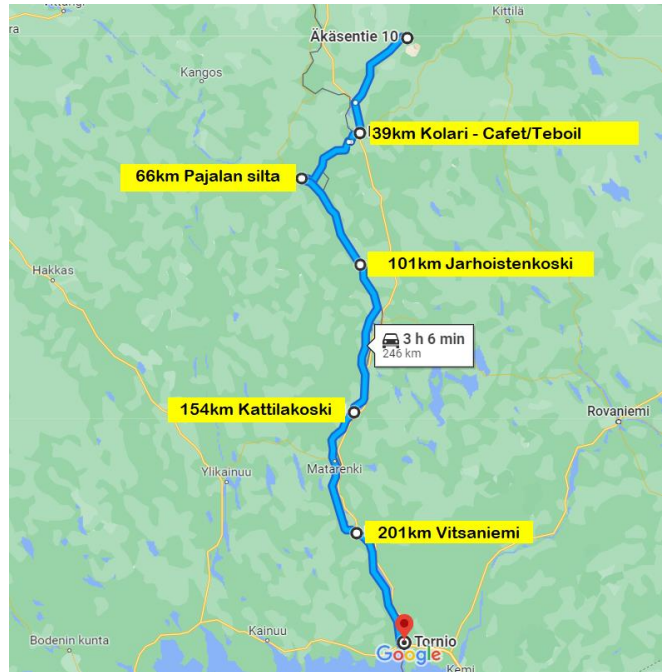 Kittilä
Äkäsentie 10
Kangos
39km Kolari - Cafet/Teboil
66km Pajalan silta
101km Jarhoistenkoski
Hakkas
3 h 6 min
246 km
154km Kattilakoski
Rovaniemi
Matarenki
Ylikainuu
201km Vitsaniemi
Kainuu
Tornio
Bodenin kunta
Google
Kemi